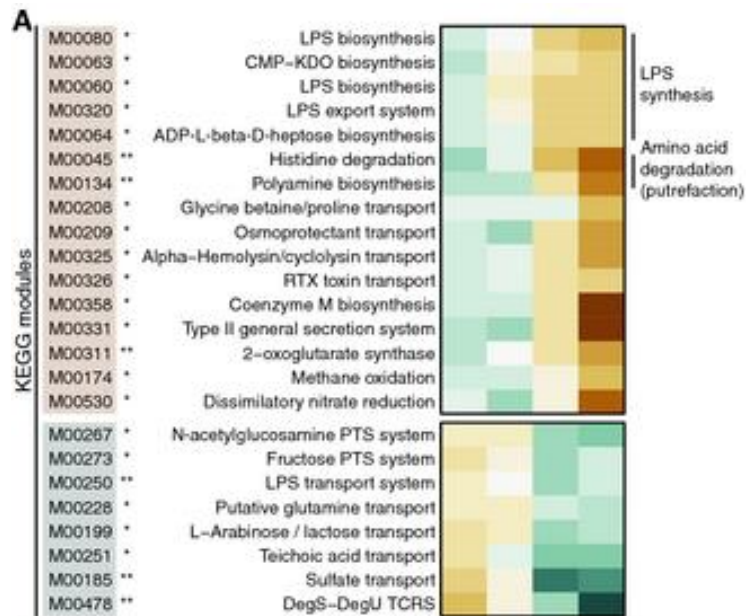 A
KEGG modules
M00080 * LPS biosynthesis
M00063 * CMP-KDO biosynthesis
M00060 * LPS biosynthesis
M00320 * LPS export system
M00064 * ADP-L-beta-D-heptose biosynthesis
M00045 ** Histidine degradation
M00134 ** Polyamine biosynthesis
M00208 * Glycine betaine/proline transport
M00209 * Osmoprotectant transport
M00325 * Alpha-Hemolysin/cyclolysin transport
M00326 * RTX toxin transport
M00358 * Coenzyme M biosynthesis
M00331 * Type II general secretion system
M00311 ** 2-oxoglutarate synthase
M00174 * Methane oxidation
M00530 * Dissimilatory nitrate reduction
LPS
synthesis
Amino acid
degradation
(putrefaction)
M00267 * N-acetylglucosamine PTS system
M00273 * Fructose PTS system
M00250 ** LPS transport system
M00228 * Putative glutamine transport
M00199 * L-Arabinose / lactose transport
M00251 * Teichoic acid transport
M00185 ** Sulfate transport
M00478 ** DegS-DegU TCRS